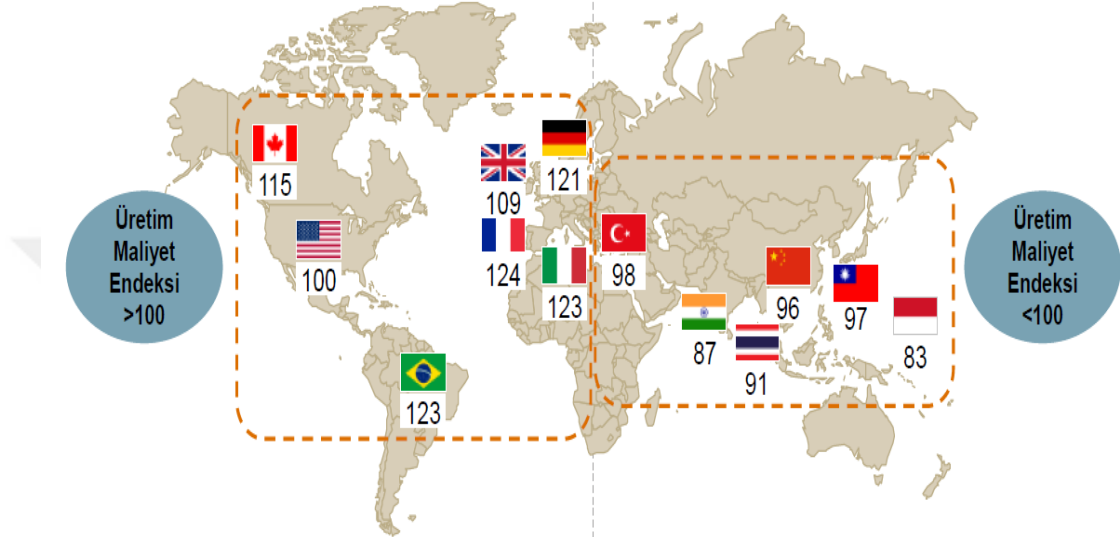 Üretim
Maliyet
Endeksi
>100
115
100
123
109
121
124
123
98
87
91
96
97
83
Üretim
Maliyet
Endeksi
<100